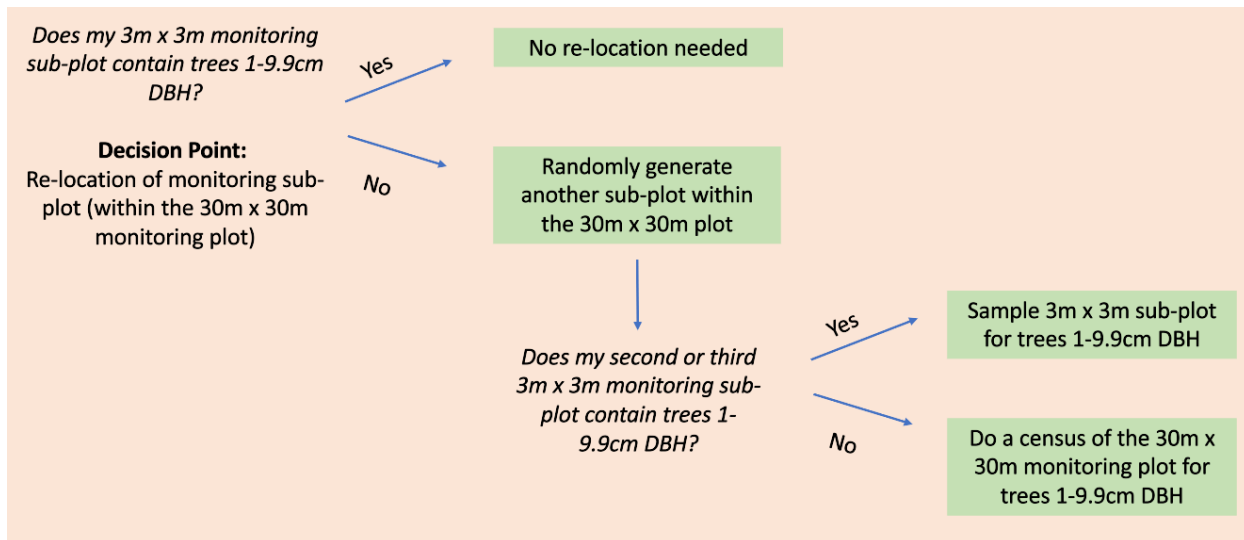 Does my 3m x 3m monitoring
sub-plot contain trees 1-9.9cm
DBH?
Decision Point:
Re-location of monitoring sub-
plot (within the 30m x 30m
monitoring plot)
Yes
No re-location needed
No
Randomly generate
another sub-plot within
the 30m x 30m plot
Does my second or third
3m x 3m monitoring sub-
plot contain trees 1-
9.9cm DBH?
Yes
Sample 3m x 3m sub-plot
for trees 1-9.9cm DBH
No
Do a census of the 30m x
30m monitoring plot for
trees 1-9.9cm DBH